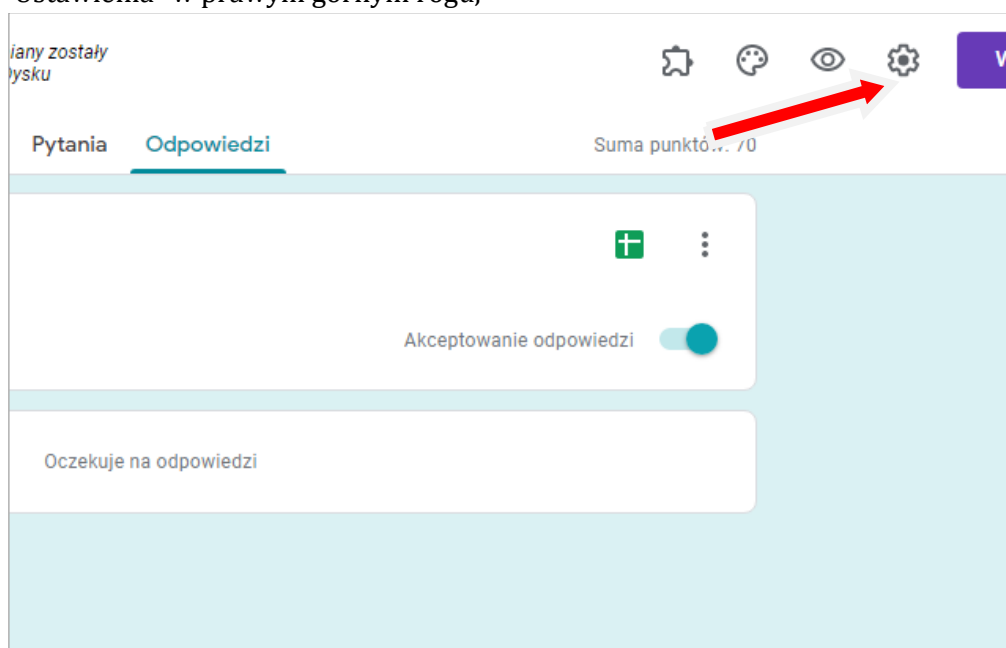 Ustawienia" w prawym górnym rogu,
iany zostały
ysku
Pytania Odpowiedzi Suma punktów: 70
Akceptowanie odpowiedzi
Oczekuje na odpowiedzi